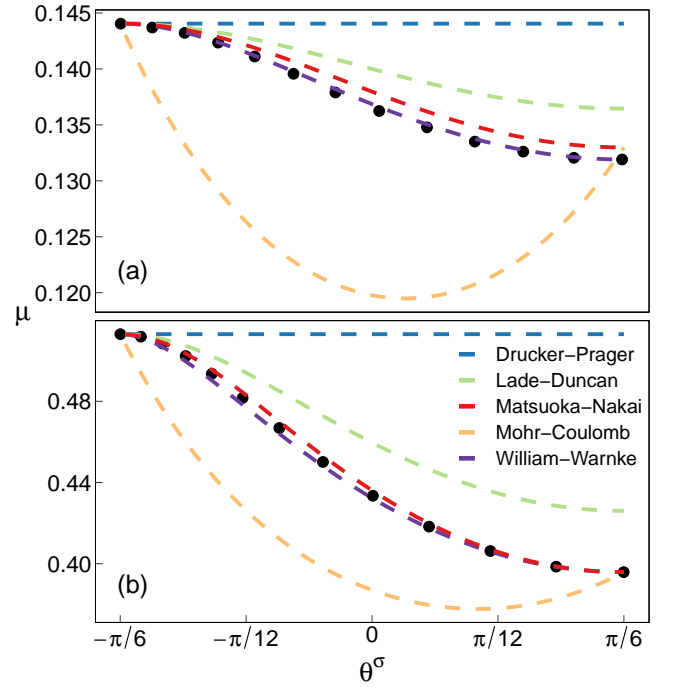 0.145
0.140
0.135
0.130
0.125
0.120
(a)
μ
0.48
0.44
0.40
(b)
Drucker−Prager
Lade−Duncan
Matsuoka−Nakai
Mohr−Coulomb
William−Warnke
−π/6
−π/12
0
π/12
π/6
θ^σ